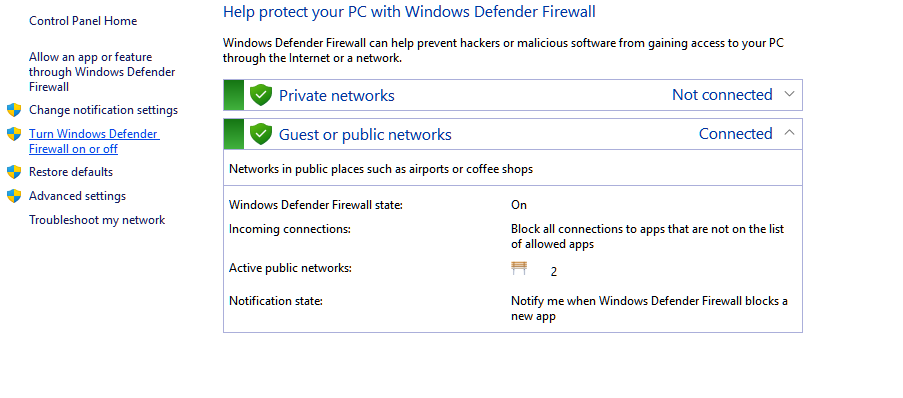 Control Panel Home
Allow an app or feature
through Windows Defender
Firewall
Change notification settings
Turn Windows Defender
Firewall on or off
Restore defaults
Advanced settings
Troubleshoot my network
Help protect your PC with Windows Defender Firewall
Windows Defender Firewall can help prevent hackers or malicious software from gaining access to your PC
through the Internet or a network.
Private networks Not connected
Guest or public networks Connected
Networks in public places such as airports or coffee shops
Windows Defender Firewall state: On
Incoming connections: Block all connections to apps that are not on the list
of allowed apps
Active public networks: 2
Notification state: Notify me when Windows Defender Firewall blocks a
new app